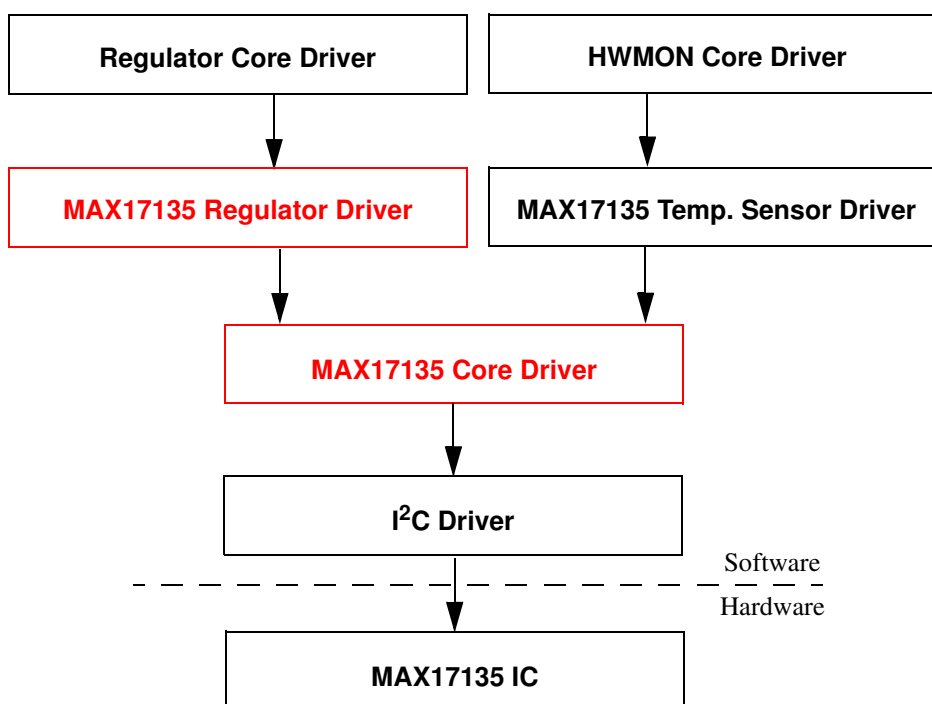 Regulator Core Driver
HWMON Core Driver
MAX17135 Regulator Driver
MAX17135 Temp. Sensor Driver
MAX17135 Core Driver
I²C Driver
Software
Hardware
MAX17135 IC